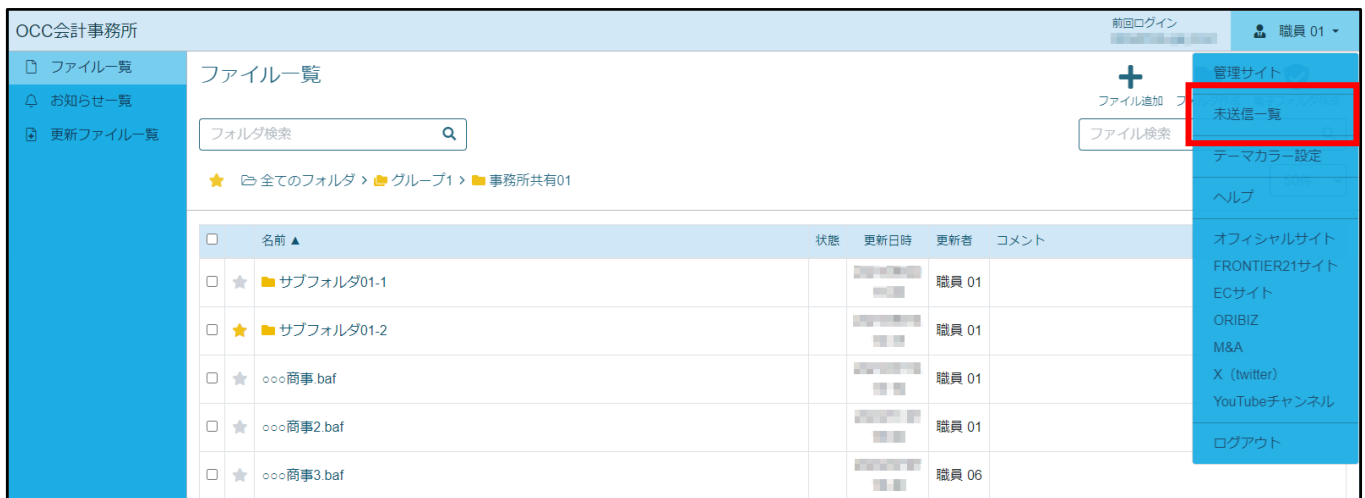 OCC会計事務所
前回ログイン
職員 01
ファイル一覧
お知らせ一覧
更新ファイル一覧
ファイル一覧
ファイル追加
フォルダ検索
ファイル検索
全てのフォルダ › グループ1 › 事務所共有01
管理サイト
未送信一覧
テーマカラー設定
ヘルプ
オフィシャルサイト
FRONTIER21サイト
ECサイト
ORIBIZ
M&A
X（twitter）
YouTubeチャンネル
ログアウト
名前▲ 状態 更新日時 更新者 コメント
サブフォルダ01-1 職員 01
サブフォルダ01-2 職員 01
○○○商事.baf 職員 01
○○○商事2.baf 職員 01
○○○商事3.baf 職員 06